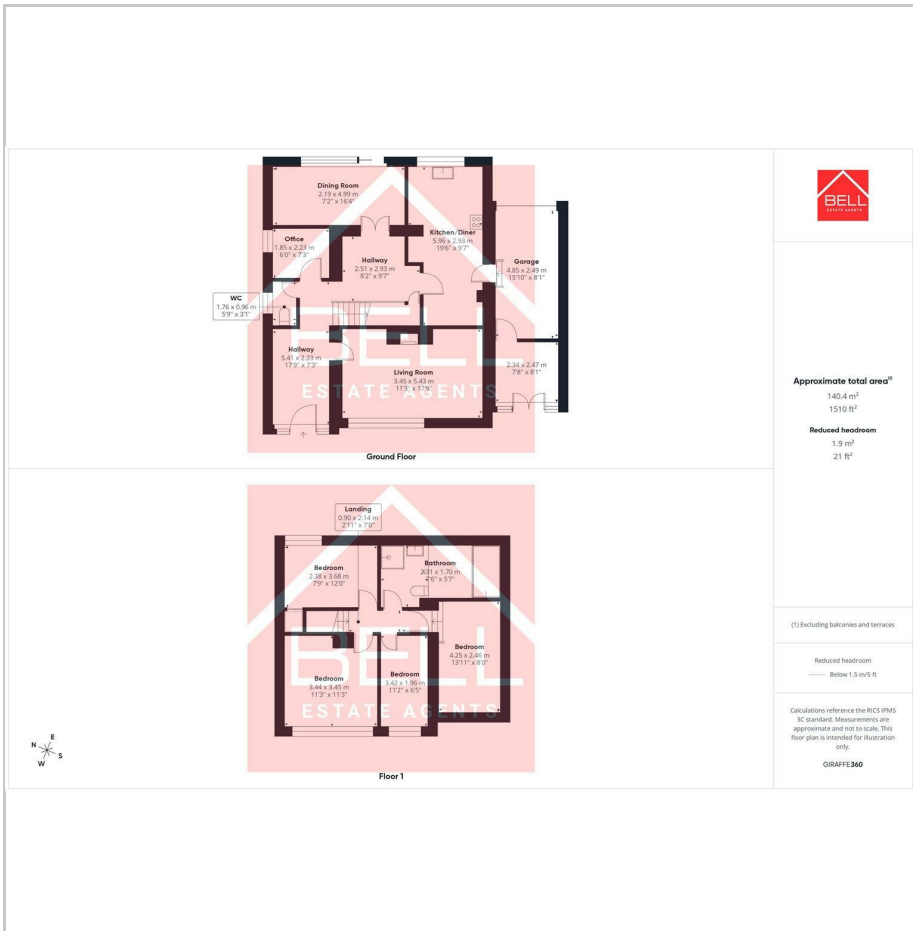 Dining Room
2.19 x 4.99 m
7'2" x 16'4"
Office
1.85 x 2.23 m
6'0" x 7'3"
Hallway
2.51 x 2.93 m
8'2" x 9'7"
Kitchen/Diner
5.96 x 2.93 m
19'6" x 9'7"
Garage
4.85 x 2.49 m
15'10" x 8'1"
WC
1.76 x 0.96 m
5'9" x 3'1"
Hallway
5.41 x 2.23 m
17'9" x 7'3"
Living Room
3.45 x 5.43 m
11'3" x 17'9"
2.34 x 2.47 m
7'8" x 8'1"
BELL
ESTATE AGENTS
Ground Floor
Landing
0.90 x 2.14 m
2'11" x 7'0"
Bedroom
2.38 x 3.68 m
7'9" x 12'0"
Bathroom
2.31 x 1.70 m
7'6" x 5'7"
Bedroom
4.25 x 2.46 m
13'11" x 8'0"
Bedroom
3.44 x 3.45 m
11'3" x 11'3"
Bedroom
3.42 x 1.96 m
11'2" x 6'5"
BELL
ESTATE AGENTS
Floor 1
N
E
S
W
BELL
ESTATE AGENTS
Approximate total area(1)
140.4 m²
1510 ft²
Reduced headroom
1.9 m²
21 ft²
(1) Excluding balconies and terraces
Reduced headroom
Below 1.5 m/5 ft
Calculations reference the RICS IPMS
3C standard. Measurements are
approximate and not to scale. This
floor plan is intended for illustration
only.
GIRAFFE360